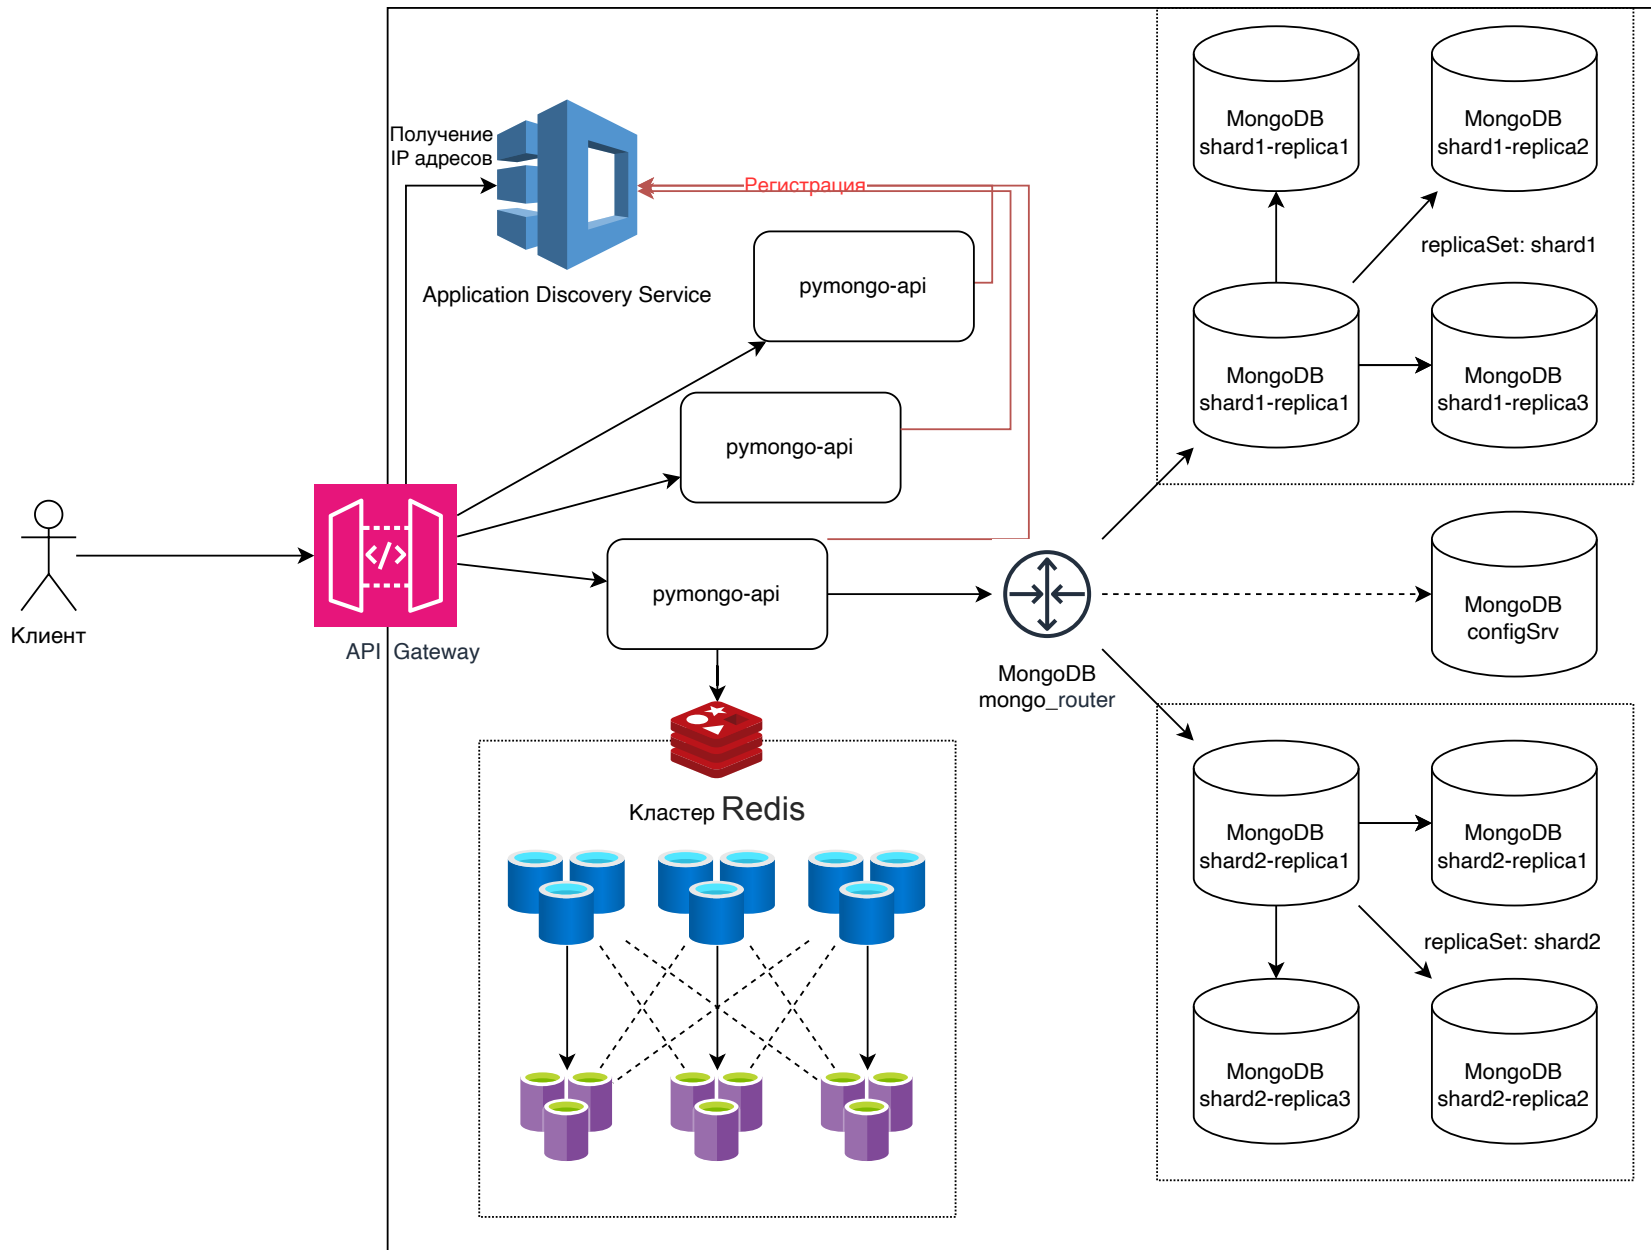 Получение
IP адресов
Регистрация
Application Discovery Service
pymongo-api
pymongo-api
pymongo-api
Клиент
API Gateway
MongoDB
mongo_router
Кластер Redis
MongoDB
shard1-replica1
MongoDB
shard1-replica2
replicaSet: shard1
MongoDB
shard1-replica1
MongoDB
shard1-replica3
MongoDB
configSrv
MongoDB
shard2-replica1
MongoDB
shard2-replica1
replicaSet: shard2
MongoDB
shard2-replica3
MongoDB
shard2-replica2